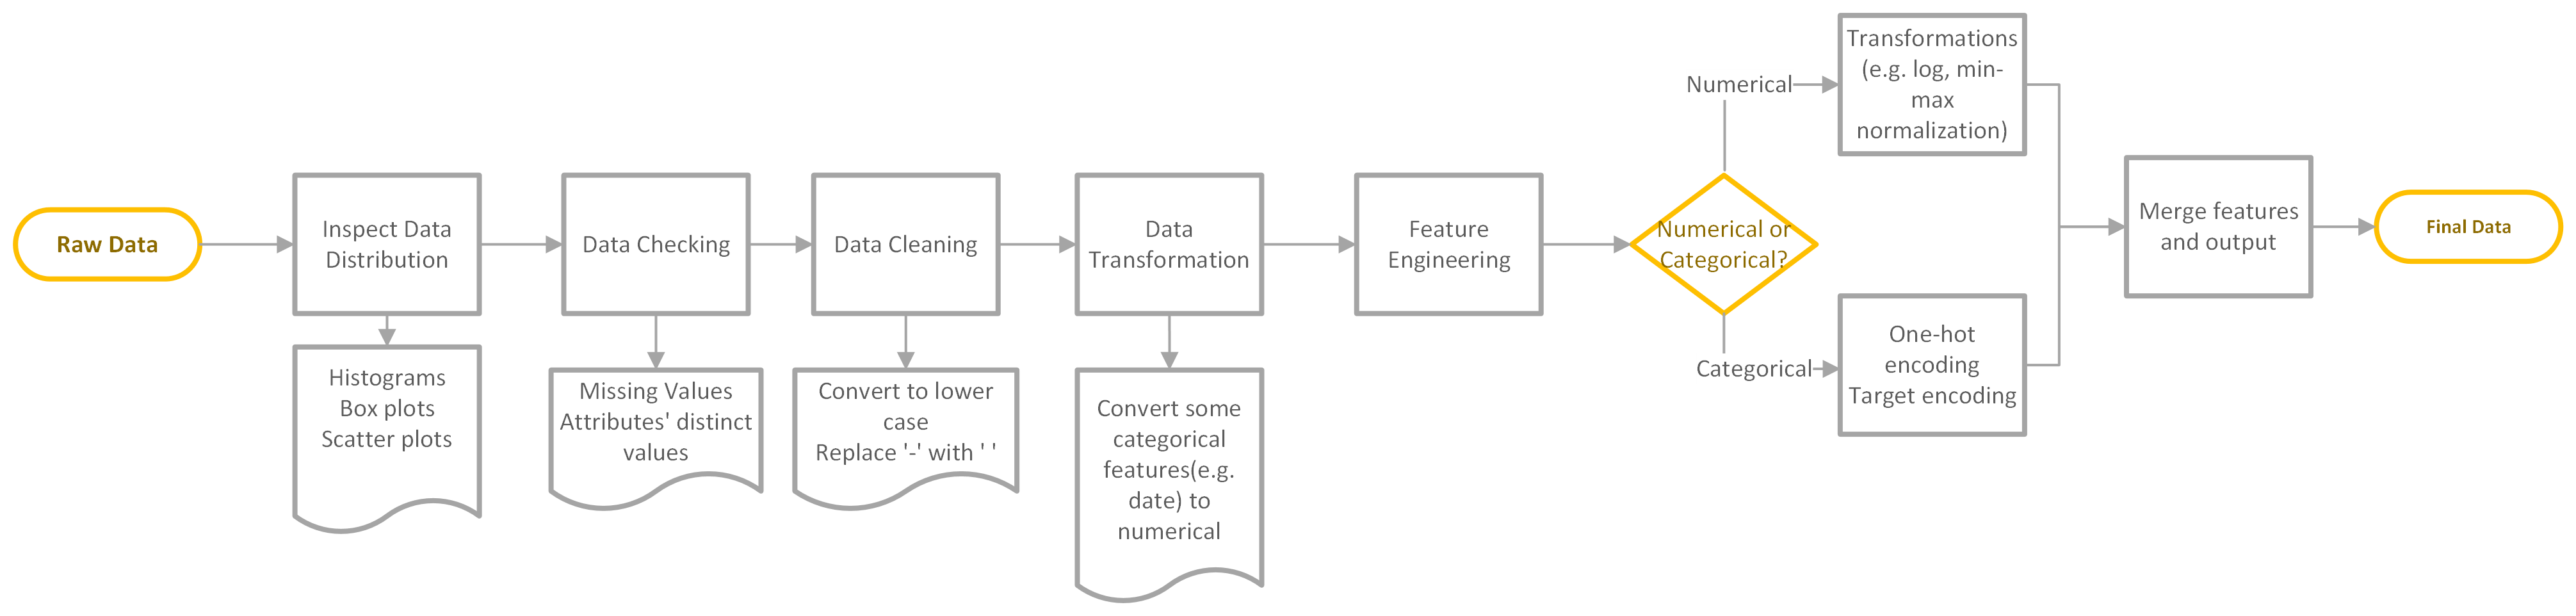 Raw Data
Inspect Data
Distribution
Histograms
Box plots
Scatter plots
Data Checking
Missing Values
Attributes' distinct
values
Data Cleaning
Convert to lower
case
Replace '-' with ' '
Data
Transformation
Convert some
categorical
features(e.g.
date) to
numerical
Feature
Engineering
Numerical or
Categorical?
Numerical
Transformations
(e.g. log, min-
max
normalization)
Categorical
One-hot
encoding
Target encoding
Merge features
and output
Final Data